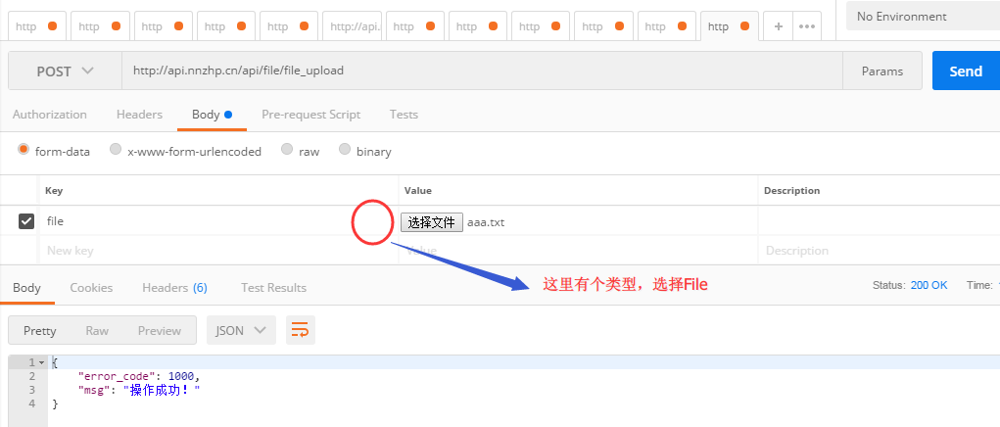 http http http http http http://api. http http http http http http + ••• No Environment
POST http://api.nnzhp.cn/api/file/file_upload Params Send
Authorization Headers Body Pre-request Script Tests
form-data x-www-form-urlencoded raw binary
Key Value Description
file 选择文件 aaa.txt
New key Value Description
这里有个类型，选择File
Body Cookies Headers (6) Test Results Status: 200 OK Time:
Pretty Raw Preview JSON
1 {
2 "error_code": 1000,
3 "msg": "操作成功！"
4 }